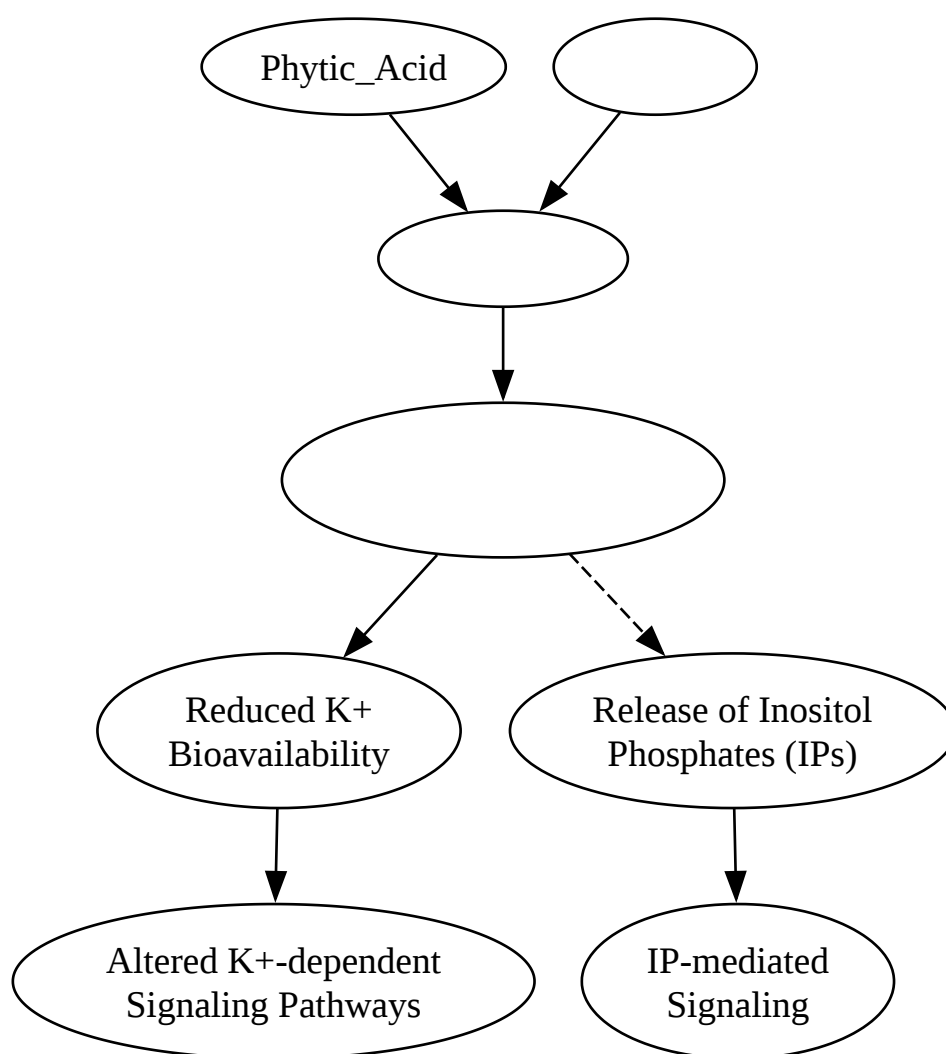 Phytic_Acid
Reduced K+
Bioavailability
Release of Inositol
Phosphates (IPs)
Altered K+-dependent
Signaling Pathways
IP-mediated
Signaling